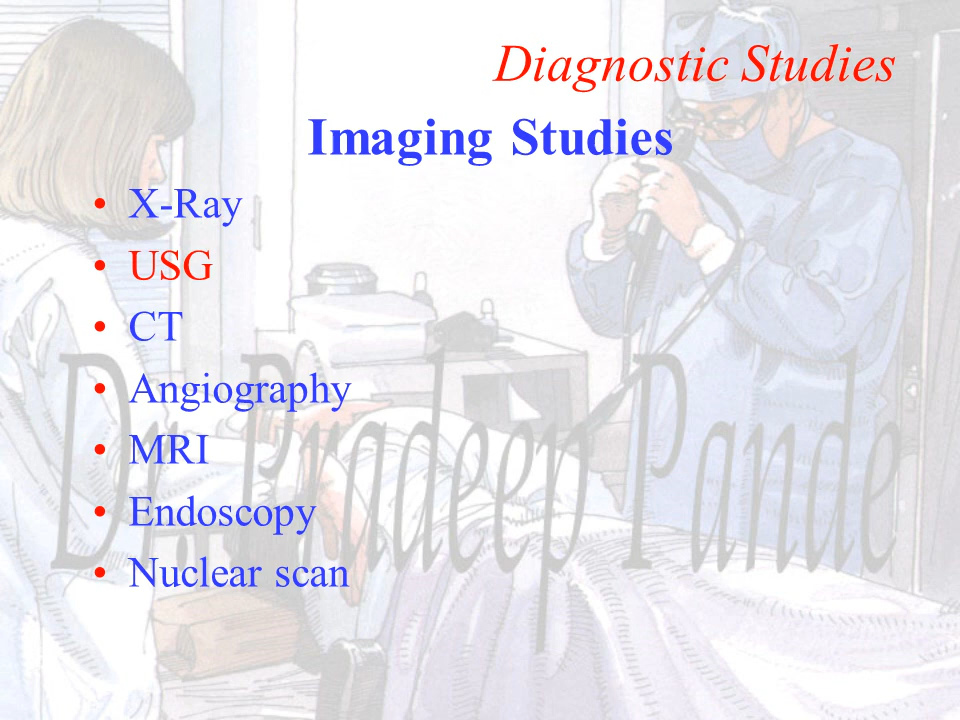 Diagnostic Studies
Imaging Studies
• X-Ray
• USG
• CT
• Angiography
• MRI
• Endoscopy
• Nuclear scan
Dr. Pradeep Pande